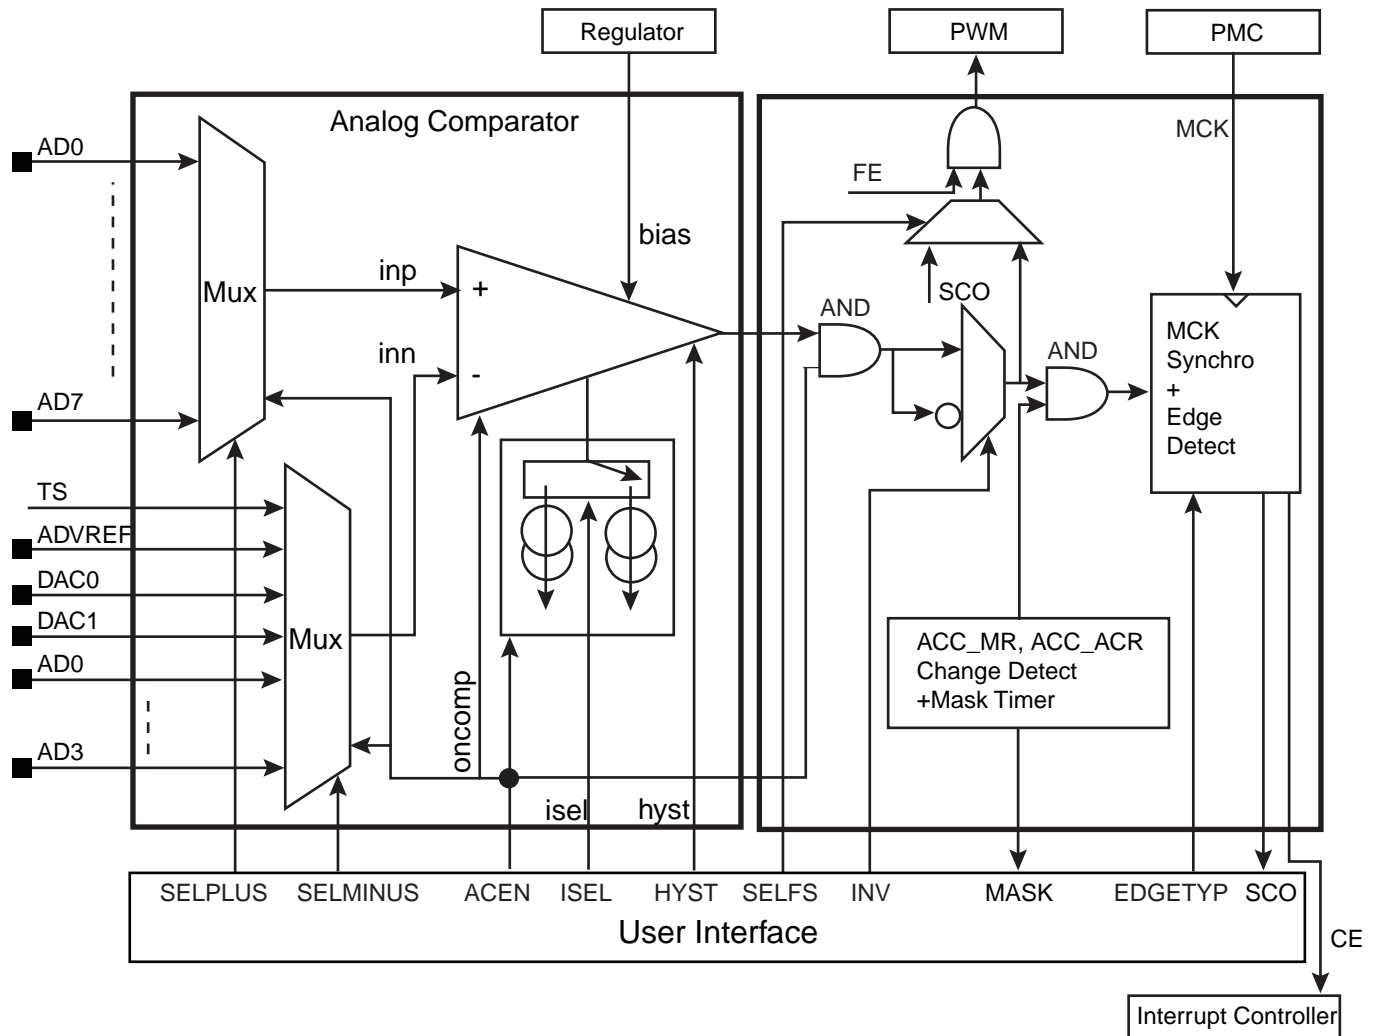 Regulator
PWM
PMC
Analog Comparator
MCK
AD0
FE
bias
inp
Mux
+
SCO
AND
inn
-
MCK
Synchro
+
Edge
Detect
AND
AD7
TS
ADVREF
DAC0
DAC1
Mux
AD0
AD3
oncomp
isel
hyst
ACC_MR, ACC_ACR
Change Detect
+Mask Timer
SELPLUS
SELMINUS
ACEN
ISEL
HYST
SELFS
INV
MASK
EDGETYP
SCO
User Interface
CE
Interrupt Controller